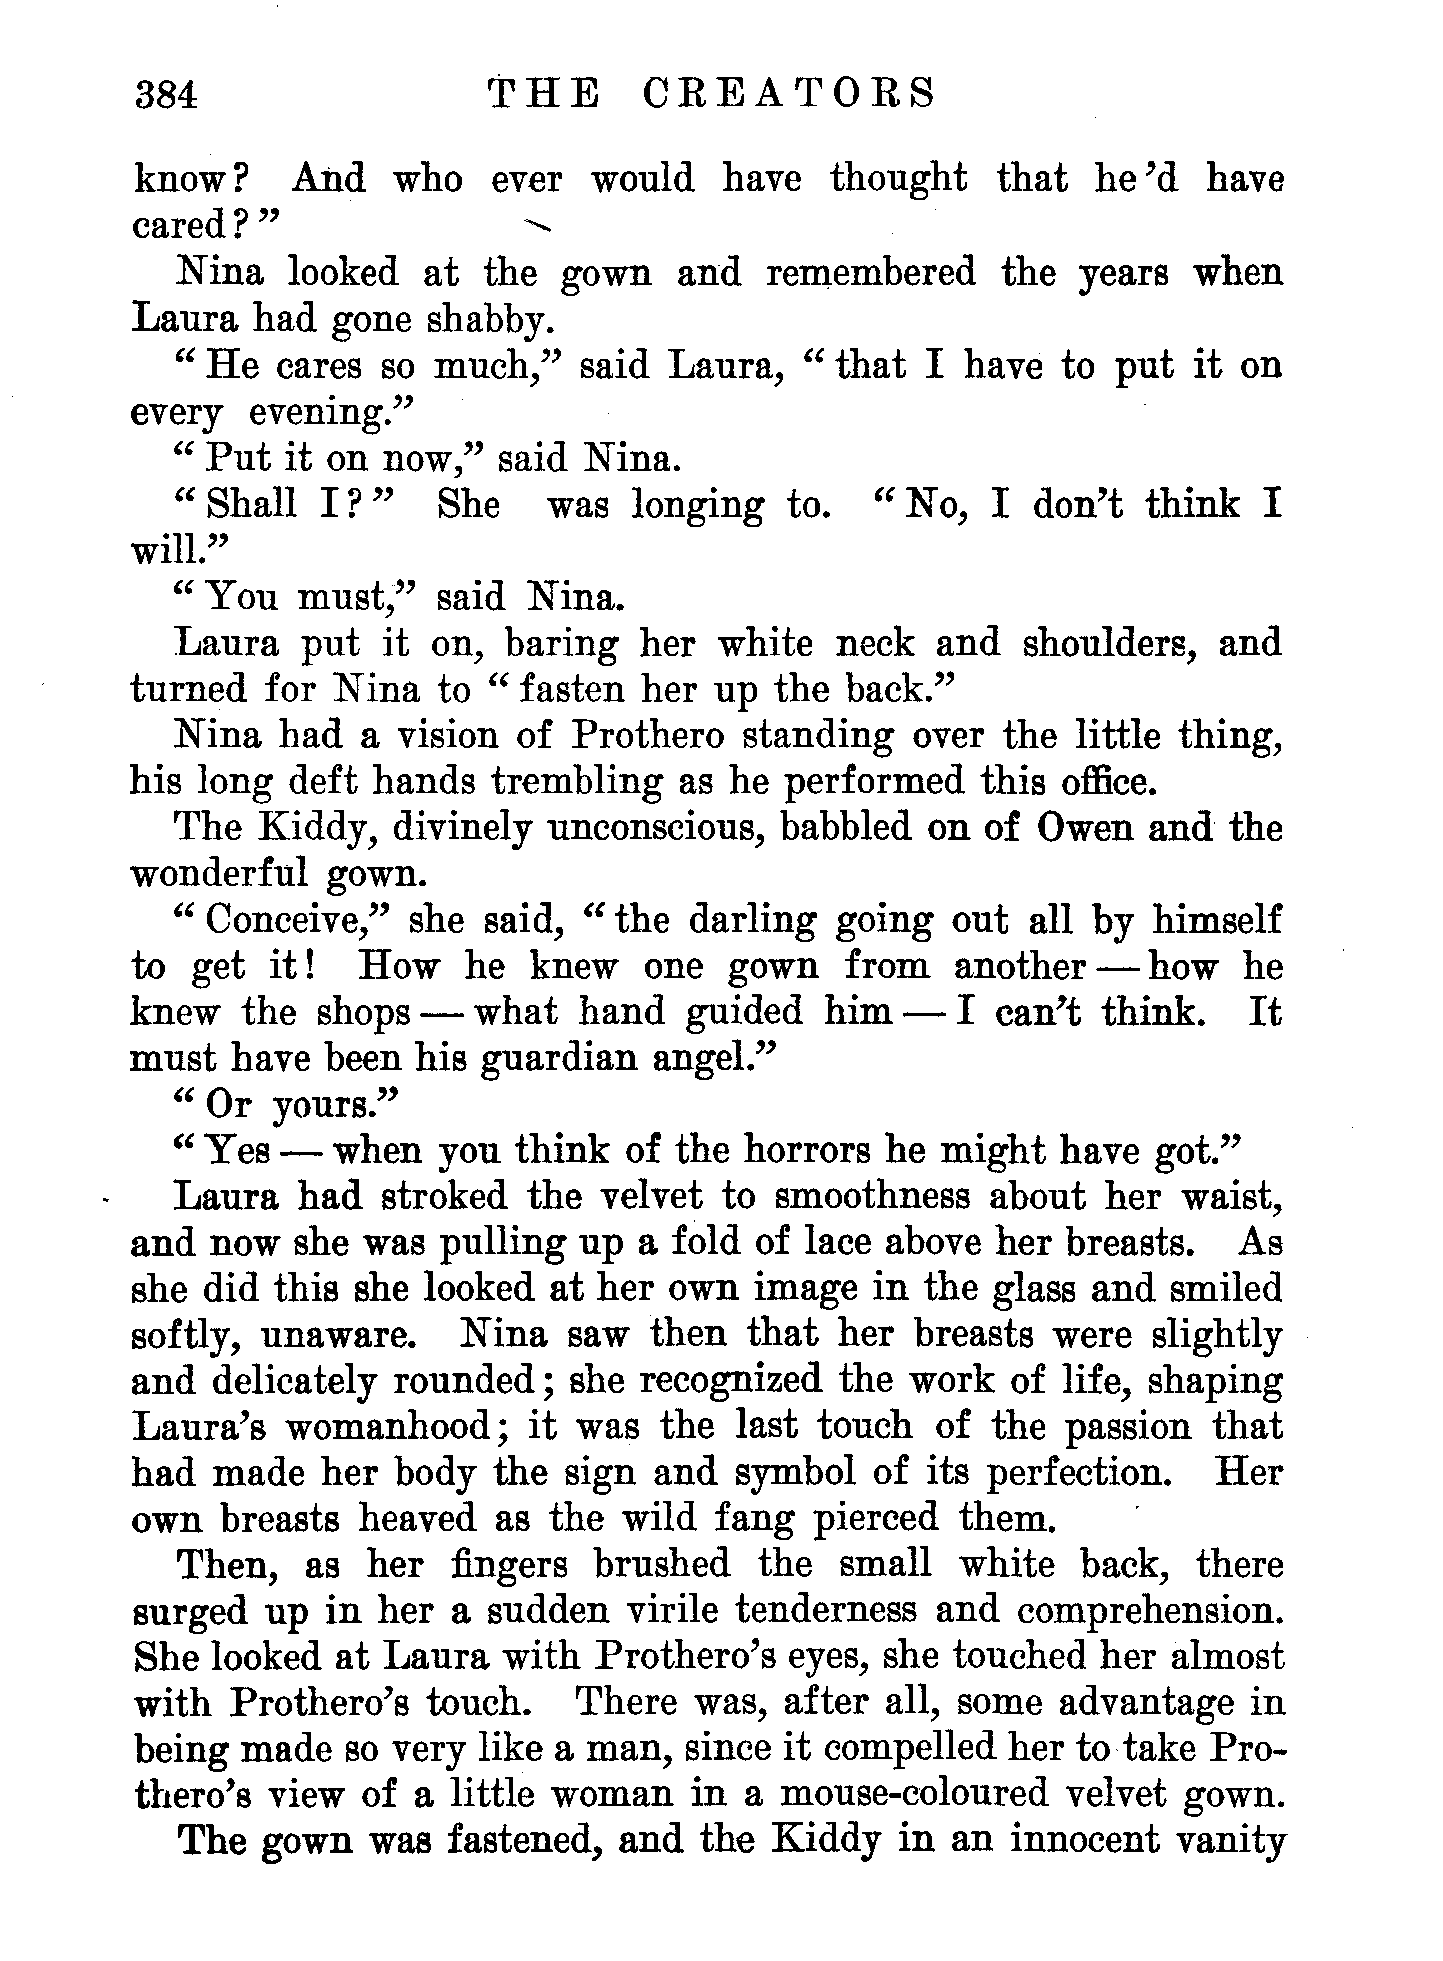 384 THE CREATORS
know? And who ever would have thought that he'd have
cared?"
Nina looked at the gown and remembered the years when
Laura had gone shabby.
"He cares so much," said Laura, "that I have to put it on
every evening."
"Put it on now," said Nina.
"Shall I?" She was longing to. "No, I don't think I
will."
"You must," said Nina.
Laura put it on, baring her white neck and shoulders, and
turned for Nina to "fasten her up the back."
Nina had a vision of Prothero standing over the little thing,
his long deft hands trembling as he performed this office.
The Kiddy, divinely unconscious, babbled on of Owen and the
wonderful gown.
"Conceive," she said, "the darling going out all by himself
to get it! How he knew one gown from another — how he
knew the shops — what hand guided him — I can't think. It
must have been his guardian angel."
"Or yours."
"Yes — when you think of the horrors he might have got."
Laura had stroked the velvet to smoothness about her waist,
and now she was pulling up a fold of lace above her breasts. As
she did this she looked at her own image in the glass and smiled
softly, unaware. Nina saw then that her breasts were slightly
and delicately rounded; she recognized the work of life, shaping
Laura's womanhood; it was the last touch of the passion that
had made her body the sign and symbol of its perfection. Her
own breasts heaved as the wild fang pierced them.
Then, as her fingers brushed the small white back, there
surged up in her a sudden virile tenderness and comprehension.
She looked at Laura with Prothero's eyes, she touched her almost
with Prothero's touch. There was, after all, some advantage in
being made so very like a man, since it compelled her to take Pro-
thero's view of a little woman in a mouse-coloured velvet gown.
The gown was fastened, and the Kiddy in an innocent vanity